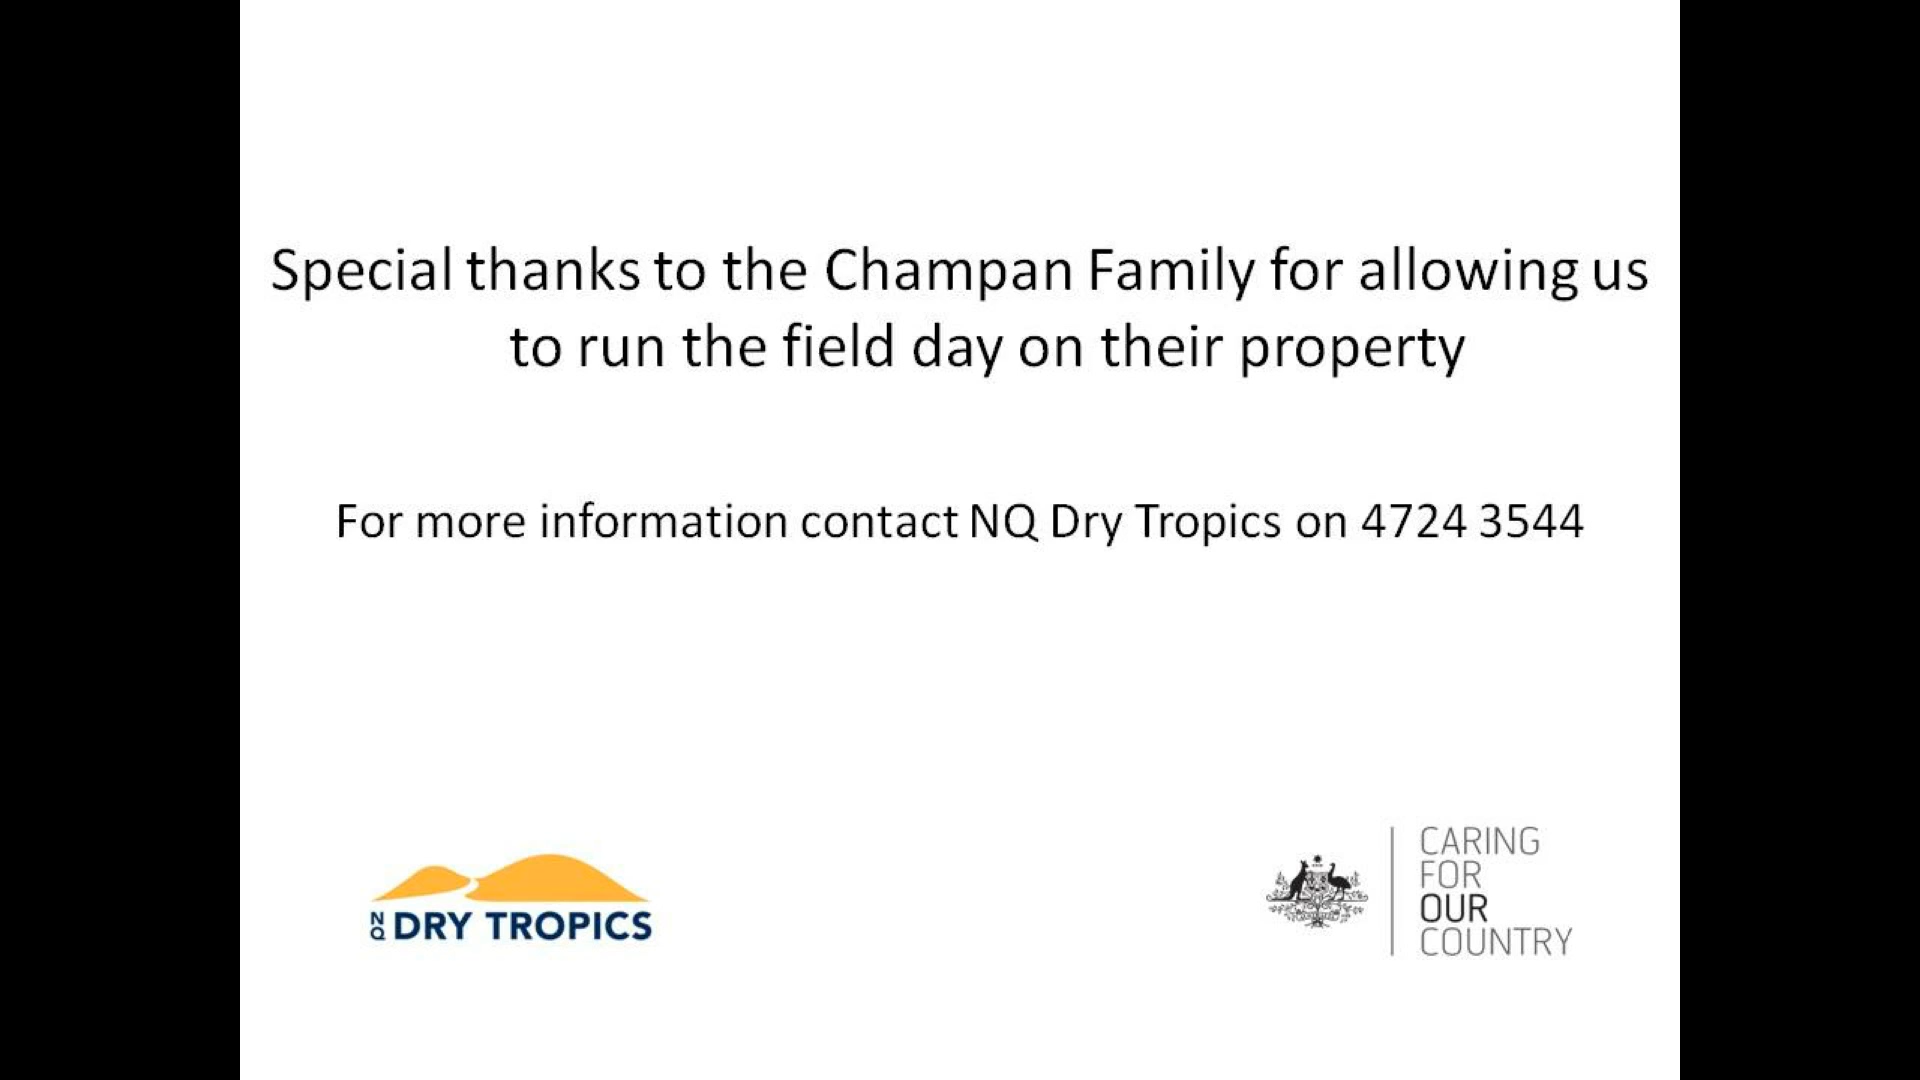 Special thanks to the Champan Family for allowing us
to run the field day on their property
For more information contact NQ Dry Tropics on 4724 3544
NQ DRY TROPICS
CARING
FOR
OUR
COUNTRY